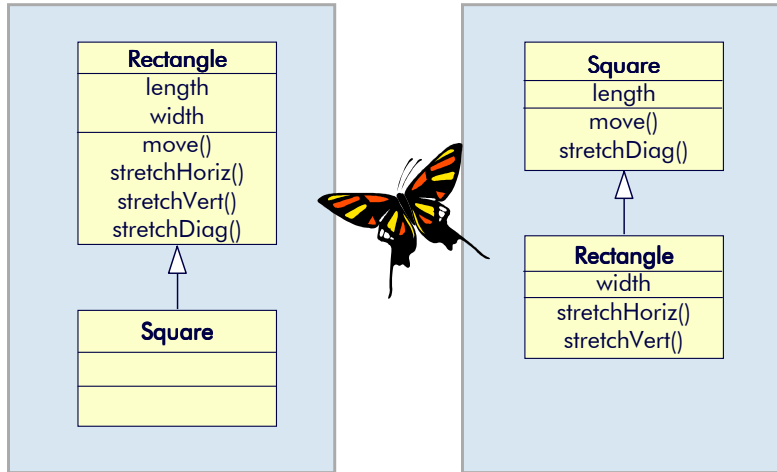 Rectangle
length
width
move()
stretchHoriz()
stretchVert()
stretchDiag()
Square
Square
length
move()
stretchDiag()
Rectangle
width
stretchHoriz()
stretchVert()